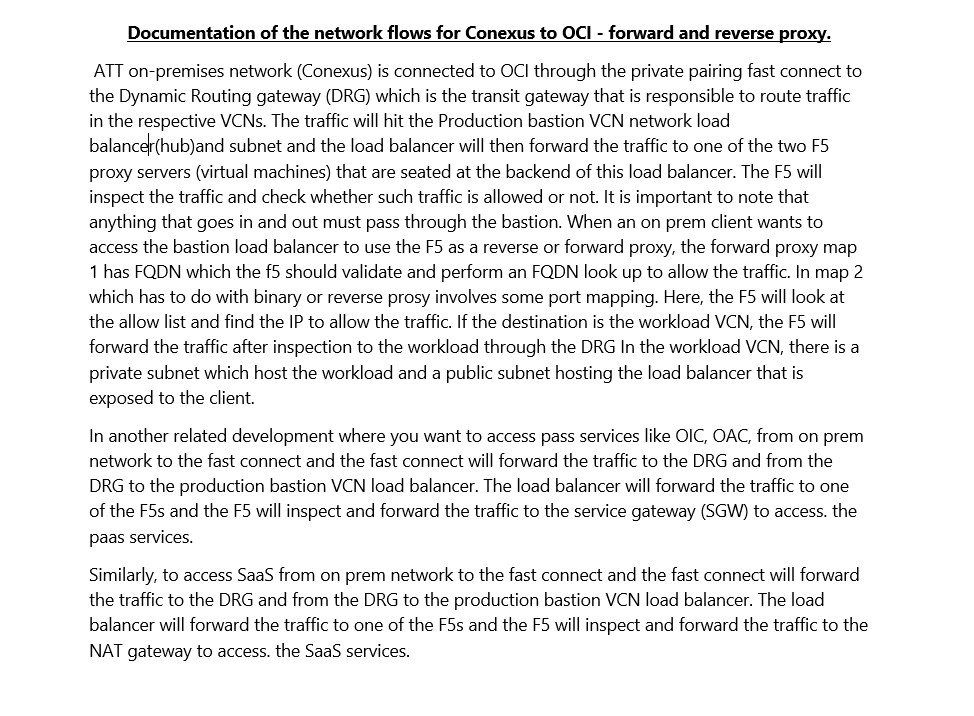 Documentation of the network flows for Conexus to OCI - forward and reverse proxy.
ATT on-premises network (Conexus) is connected to OCI through the private pairing fast connect to
the Dynamic Routing gateway (DRG) which is the transit gateway that is responsible to route traffic
in the respective VCNs. The traffic will hit the Production bastion VCN network load
balancer(hub)and subnet and the load balancer will then forward the traffic to one of the two F5
proxy servers (virtual machines) that are seated at the backend of this load balancer. The F5 will
inspect the traffic and check whether such traffic is allowed or not. It is important to note that
anything that goes in and out must pass through the bastion. When an on prem client wants to
access the bastion load balancer to use the F5 as a reverse or forward proxy, the forward proxy map
1 has FQDN which the f5 should validate and perform an FQDN look up to allow the traffic. In map 2
which has to do with binary or reverse prosy involves some port mapping. Here, the F5 will look at
the allow list and find the IP to allow the traffic. If the destination is the workload VCN, the F5 will
forward the traffic after inspection to the workload through the DRG In the workload VCN, there is a
private subnet which host the workload and a public subnet hosting the load balancer that is
exposed to the client.
In another related development where you want to access pass services like OIC, OAC, from on prem
network to the fast connect and the fast connect will forward the traffic to the DRG and from the
DRG to the production bastion VCN load balancer. The load balancer will forward the traffic to one
of the F5s and the F5 will inspect and forward the traffic to the service gateway (SGW) to access. the
paas services.
Similarly, to access SaaS from on prem network to the fast connect and the fast connect will forward
the traffic to the DRG and from the DRG to the production bastion VCN load balancer. The load
balancer will forward the traffic to one of the F5s and the F5 will inspect and forward the traffic to the
NAT gateway to access. the SaaS services.